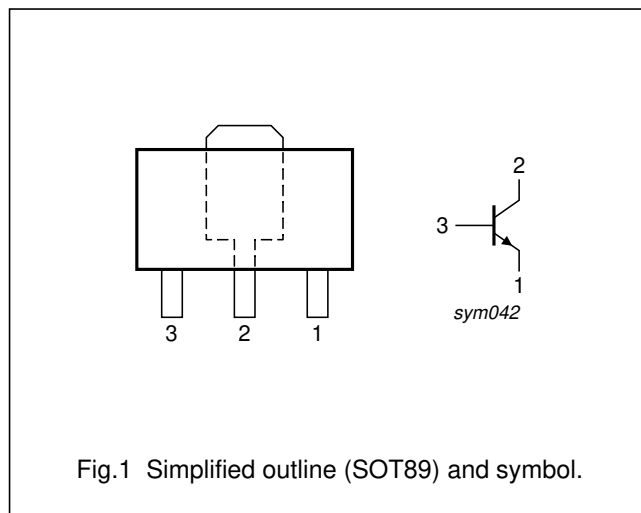 2
3
1
sym042
3 2 1
Fig.1 Simplified outline (SOT89) and symbol.